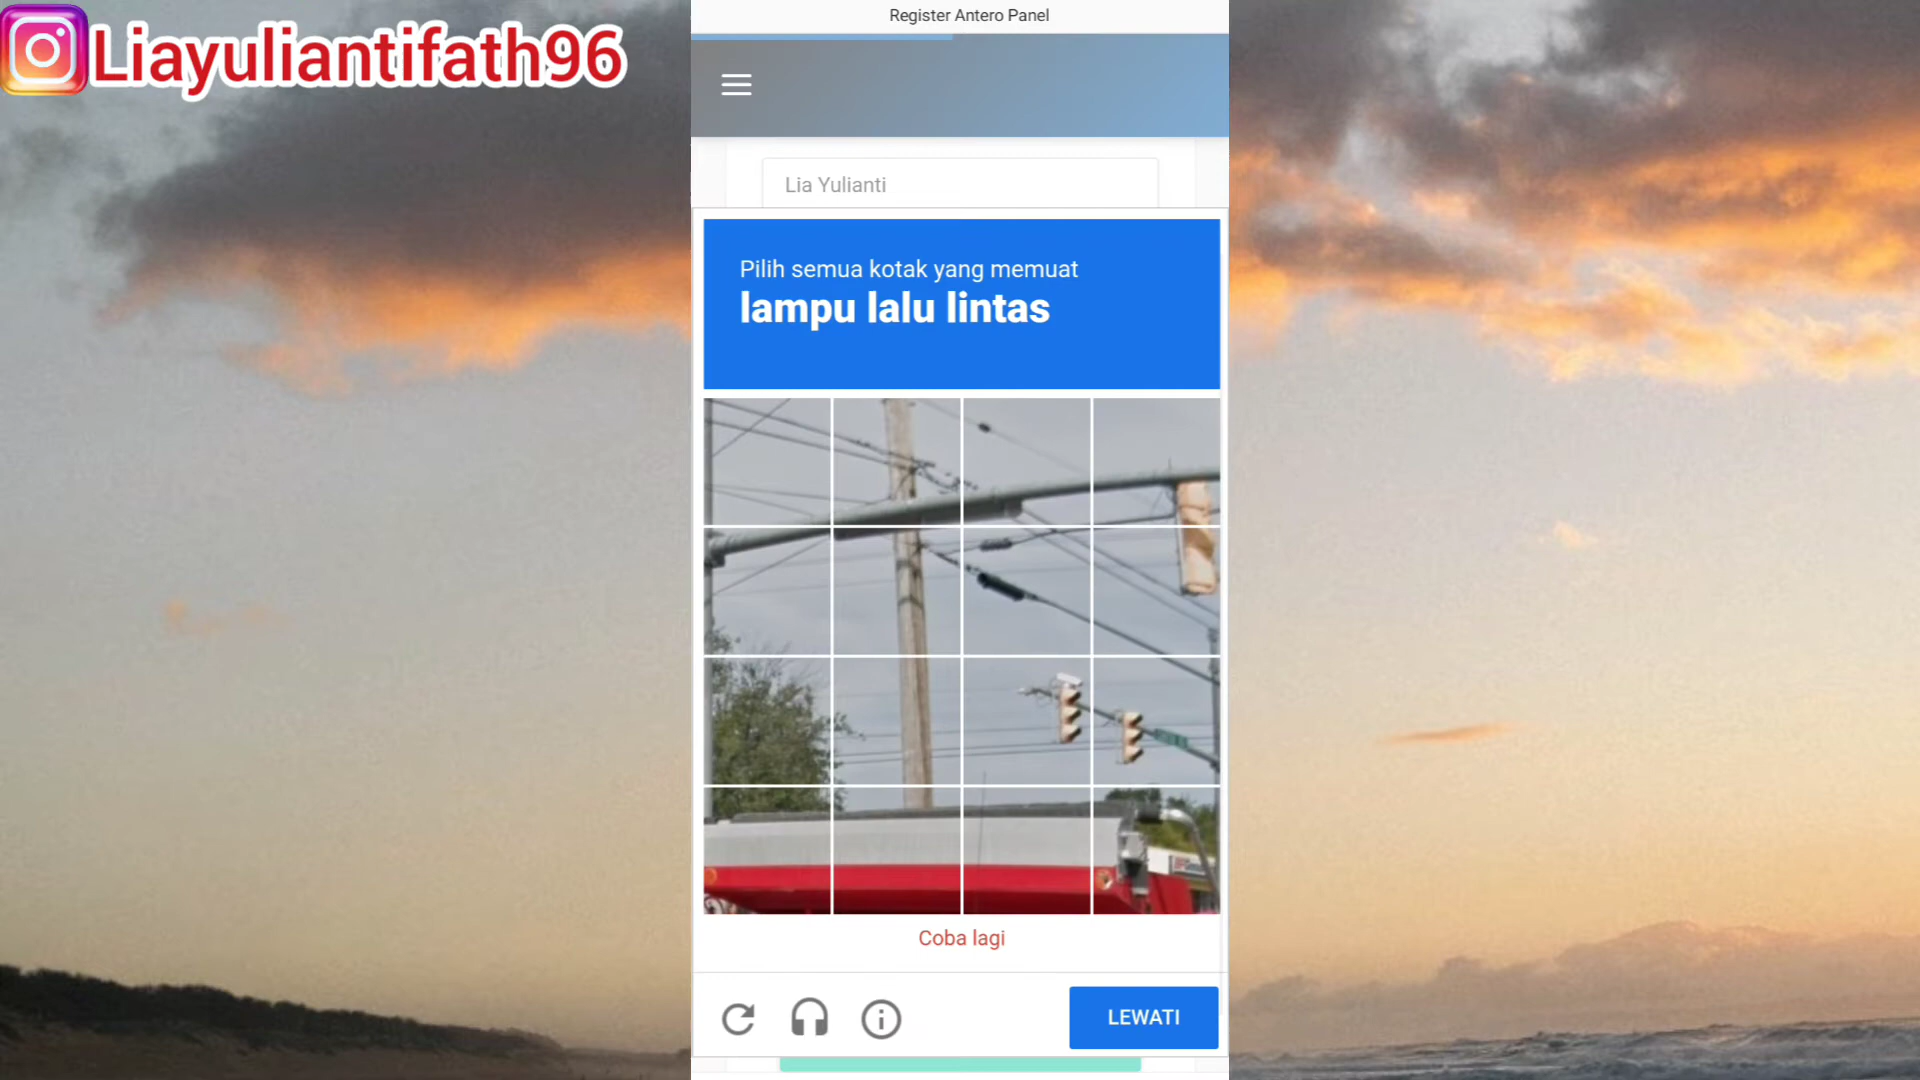 Liayuliantifath96
Register Antero Panel
Lia Yulianti
Pilih semua kotak yang memuat
lampu lalu lintas
Coba lagi
LEWATI